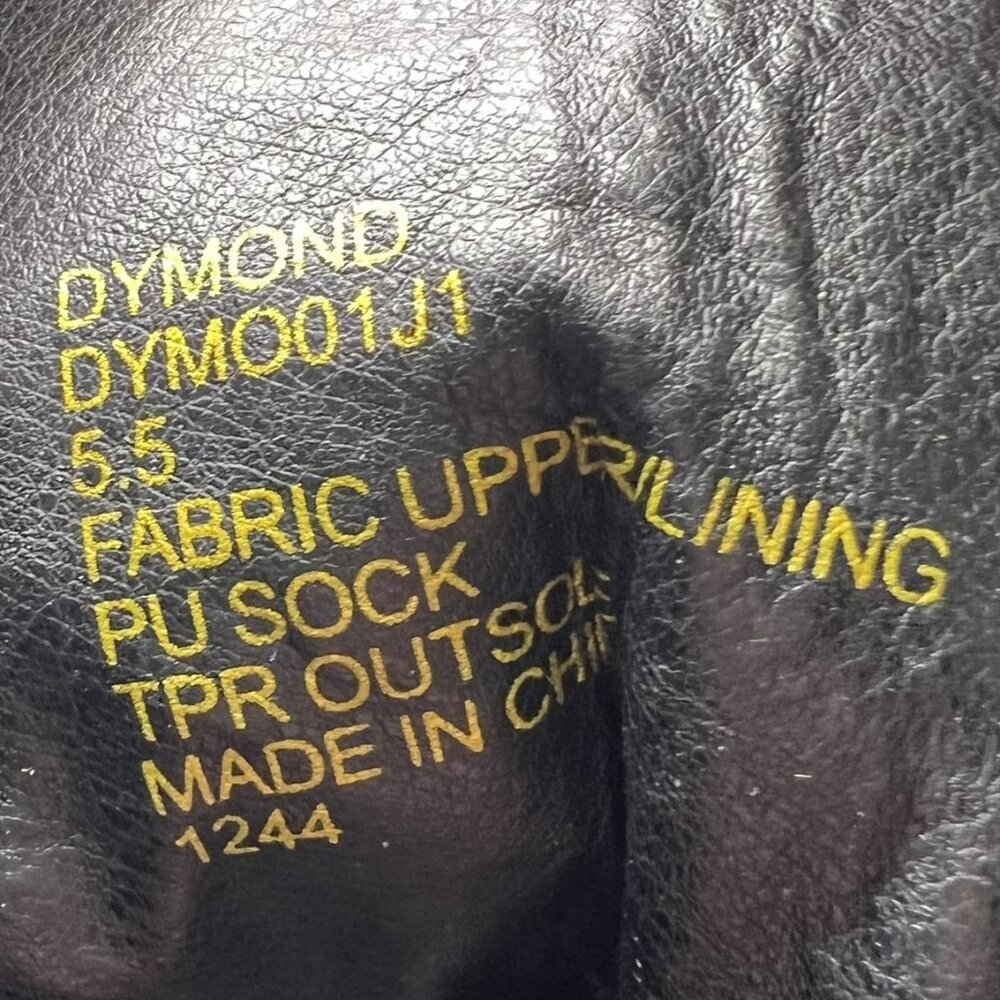 DYMOND
DYMO01J1
5.5
FABRIC UPPER/LINING
PU SOCK
TPR OUTSOLE
MADE IN CHINA
1244